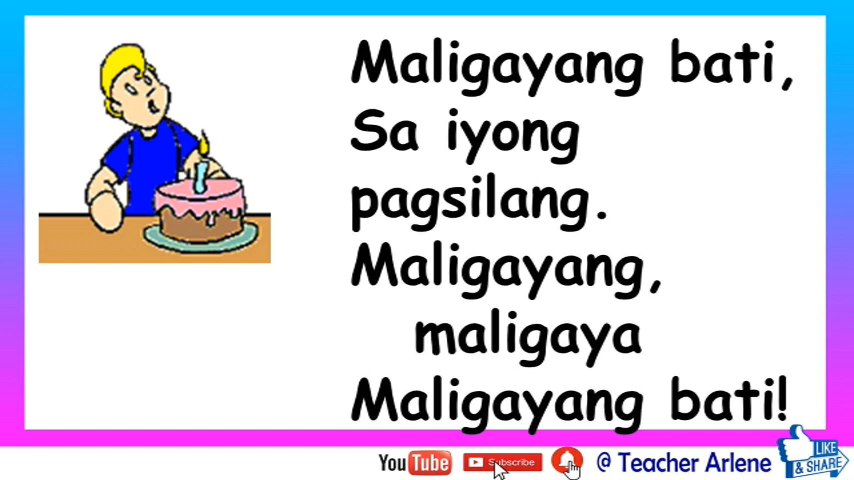 Maligayang bati,
Sa iyong
pagsilang.
Maligayang,
maligaya
Maligayang bati!
YouTube Subscribe @ Teacher Arlene LIKE
& SHARE